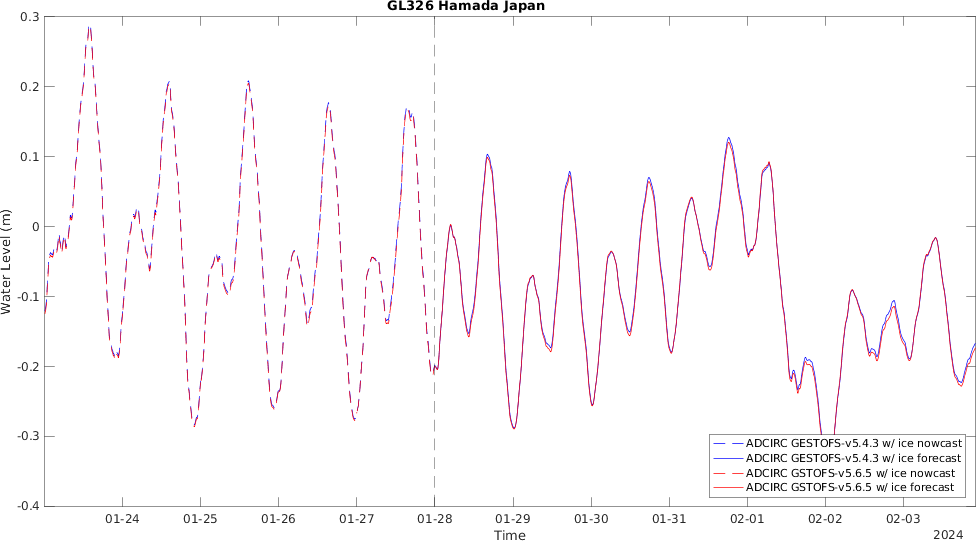 GL326 Hamada Japan
0.3
0.2
0.1
0
-0.1
-0.2
-0.3
-0.4
Water Level (m)
01-24 01-25 01-26 01-27 01-28 01-29 01-30 01-31 02-01 02-02 02-03
Time
2024
ADCIRC GESTOFS-v5.4.3 w/ ice nowcast
ADCIRC GESTOFS-v5.4.3 w/ ice forecast
ADCIRC GSTOFS-v5.6.5 w/ ice nowcast
ADCIRC GSTOFS-v5.6.5 w/ ice forecast